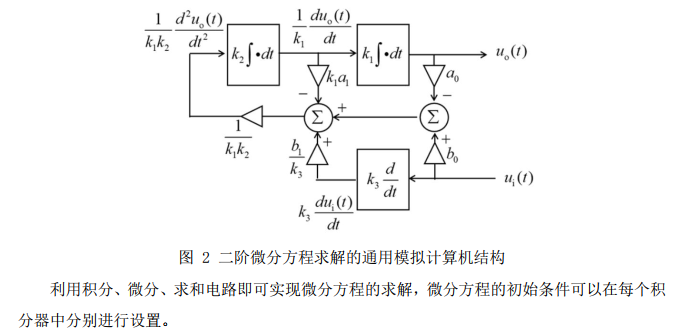 1/(k₁k₂) d²uₒ(t)/dt²
1/k₁ duₒ(t)/dt
k₂∫•dt
k₁∫•dt
uₒ(t)
k₁a₁
a₀
−
−
Σ
+
Σ
1/(k₁k₂)
b₁/k₃
+
+
b₀
k₃ d/dt
uᵢ(t)
k₃ duᵢ(t)/dt
图 2 二阶微分方程求解的通用模拟计算机结构
利用积分、微分、求和电路即可实现微分方程的求解，微分方程的初始条件可以在每个积
分器中分别进行设置。